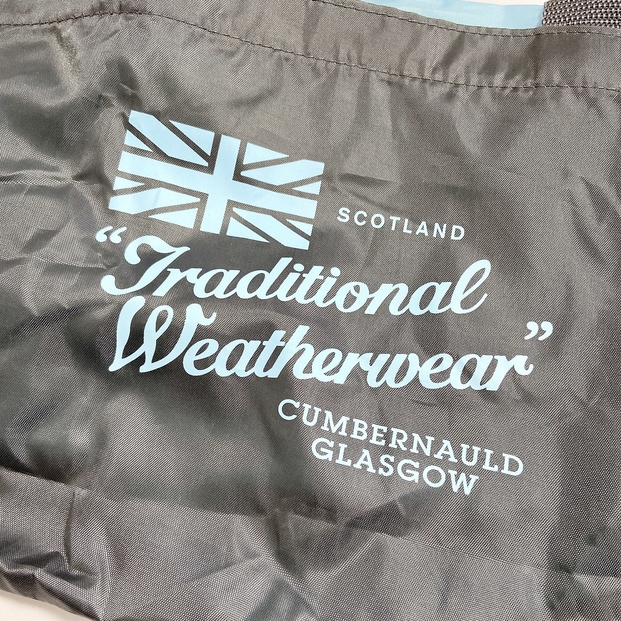 SCOTLAND
“Traditional
Weatherwear”
CUMBERNAULD
GLASGOW